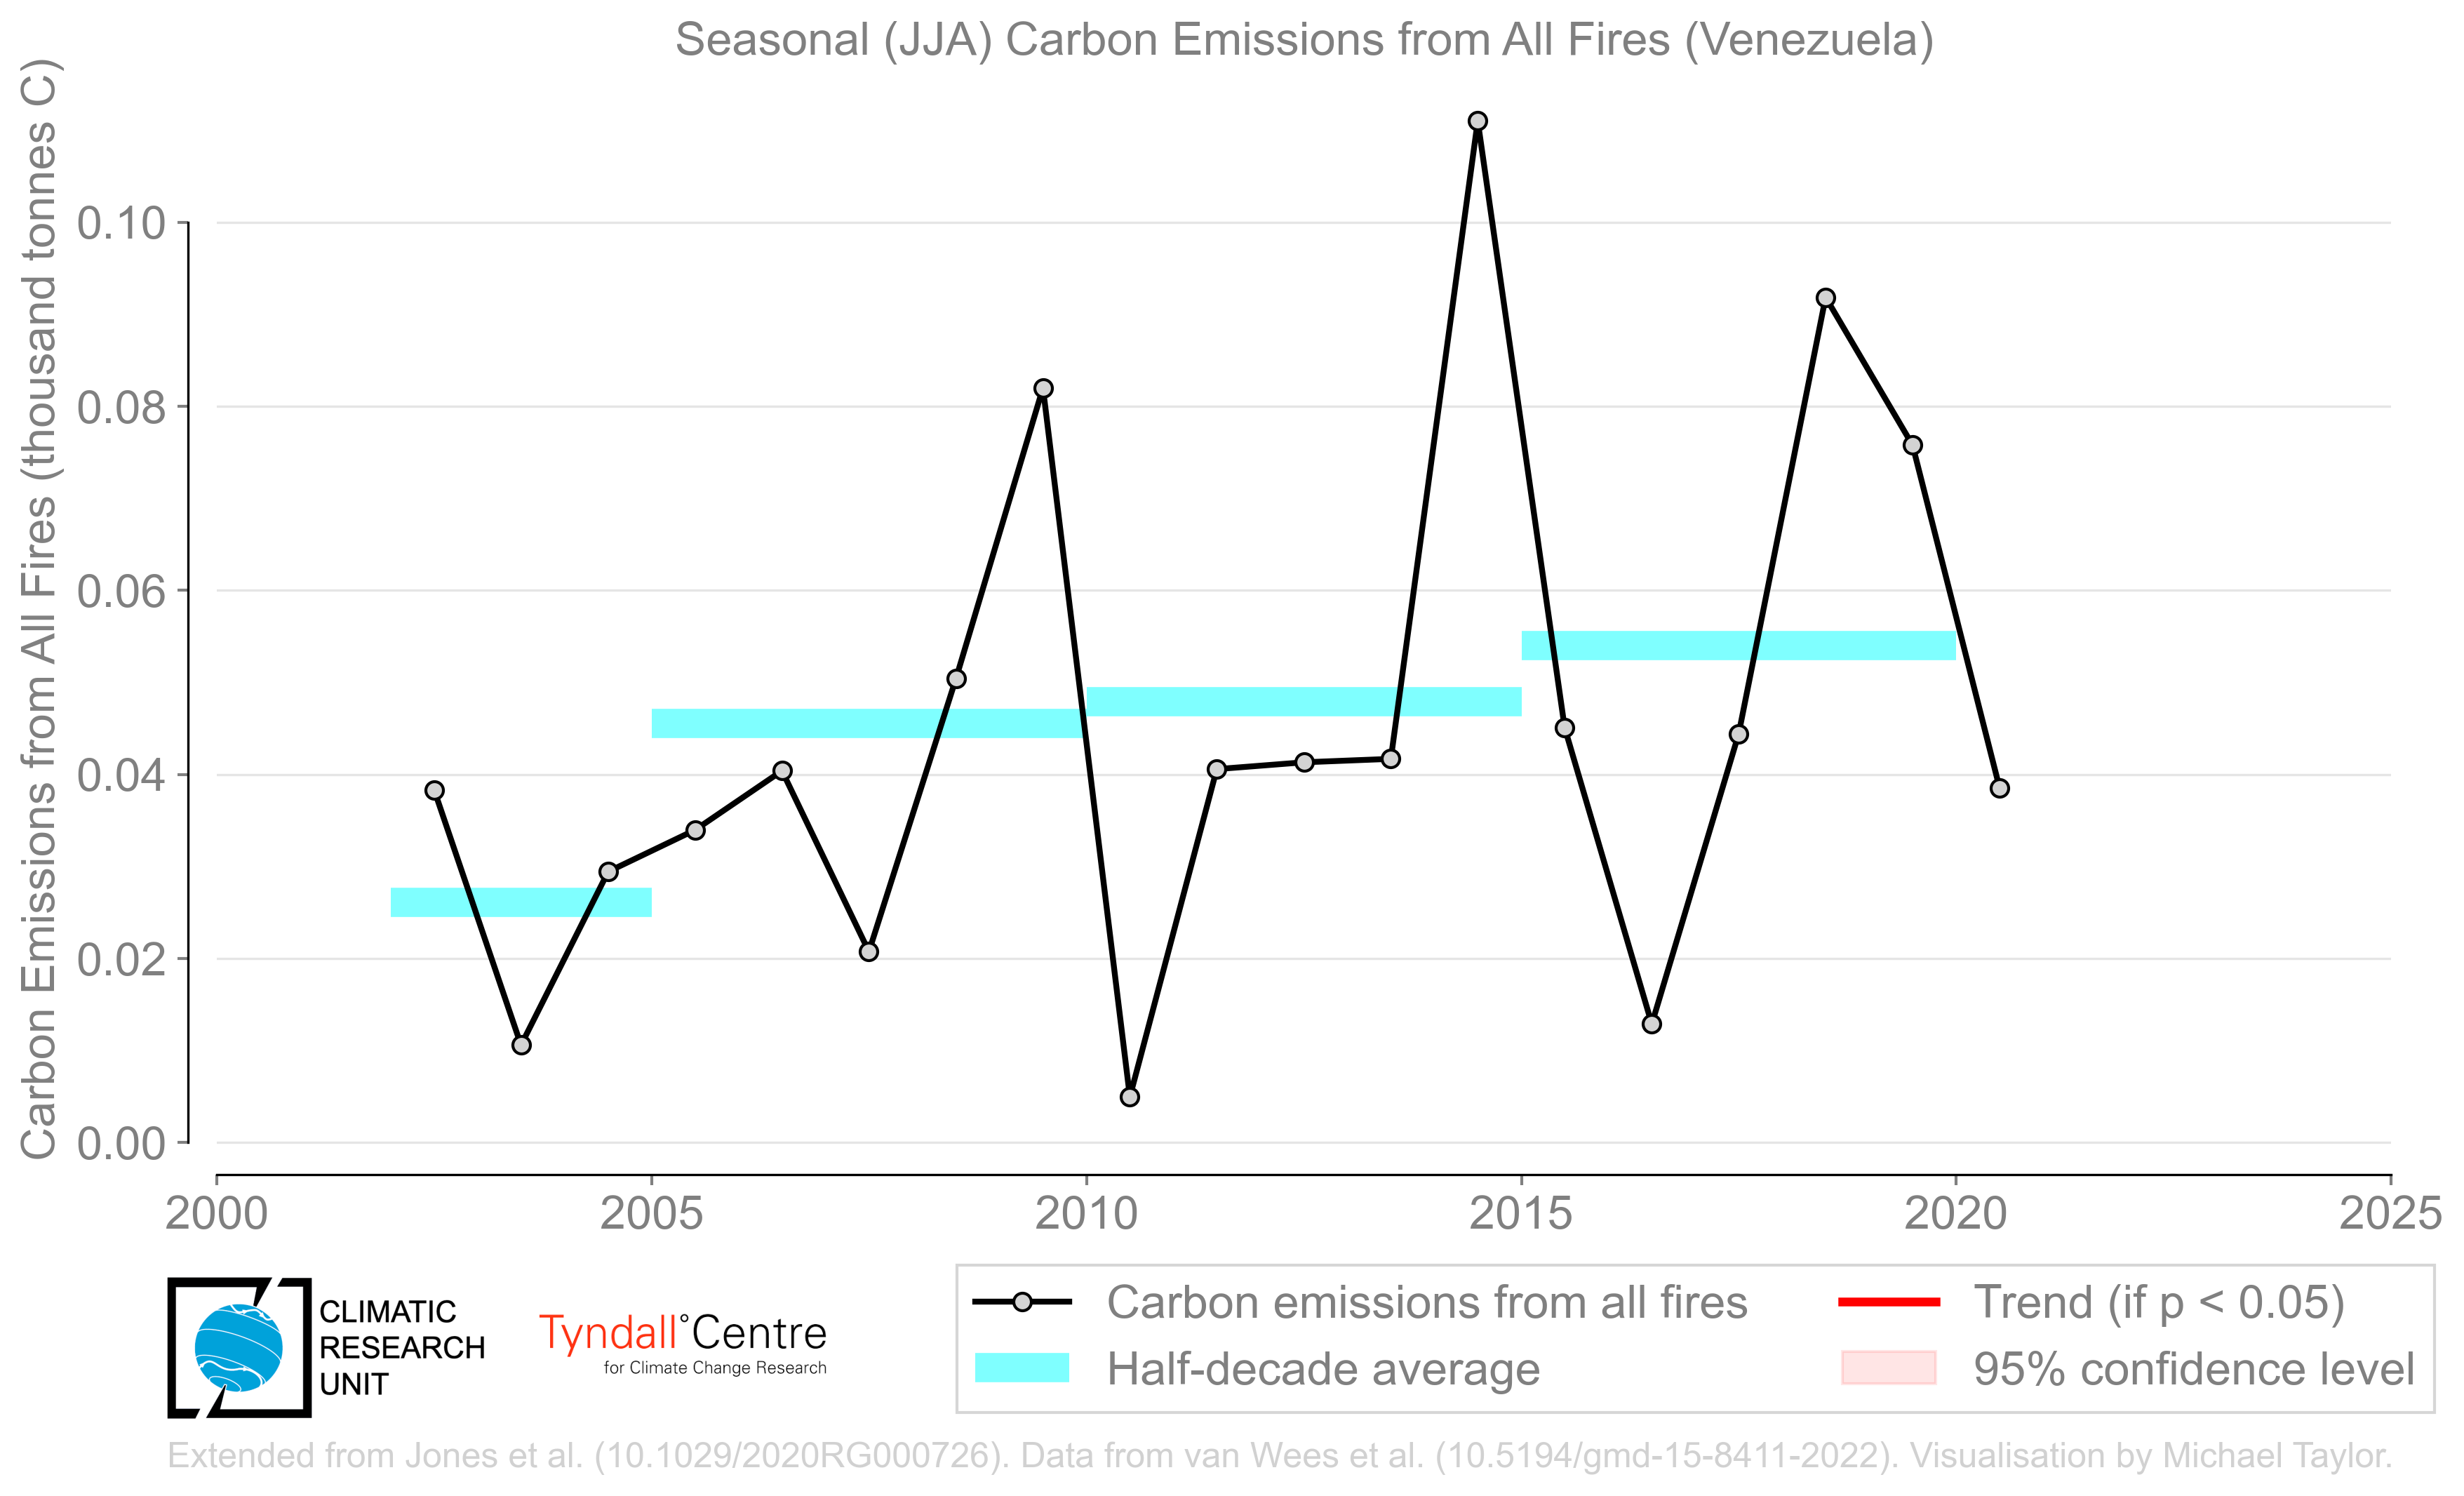 Seasonal (JJA) Carbon Emissions from All Fires (Venezuela)
Carbon Emissions from All Fires (thousand tonnes C)
0.10
0.08
0.06
0.04
0.02
0.00
2000 2005 2010 2015 2020 2025
CLIMATIC
RESEARCH
UNIT
Tyndall°Centre
for Climate Change Research
Carbon emissions from all fires
Half-decade average
Trend (if p < 0.05)
95% confidence level
Extended from Jones et al. (10.1029/2020RG000726). Data from van Wees et al. (10.5194/gmd-15-8411-2022). Visualisation by Michael Taylor.